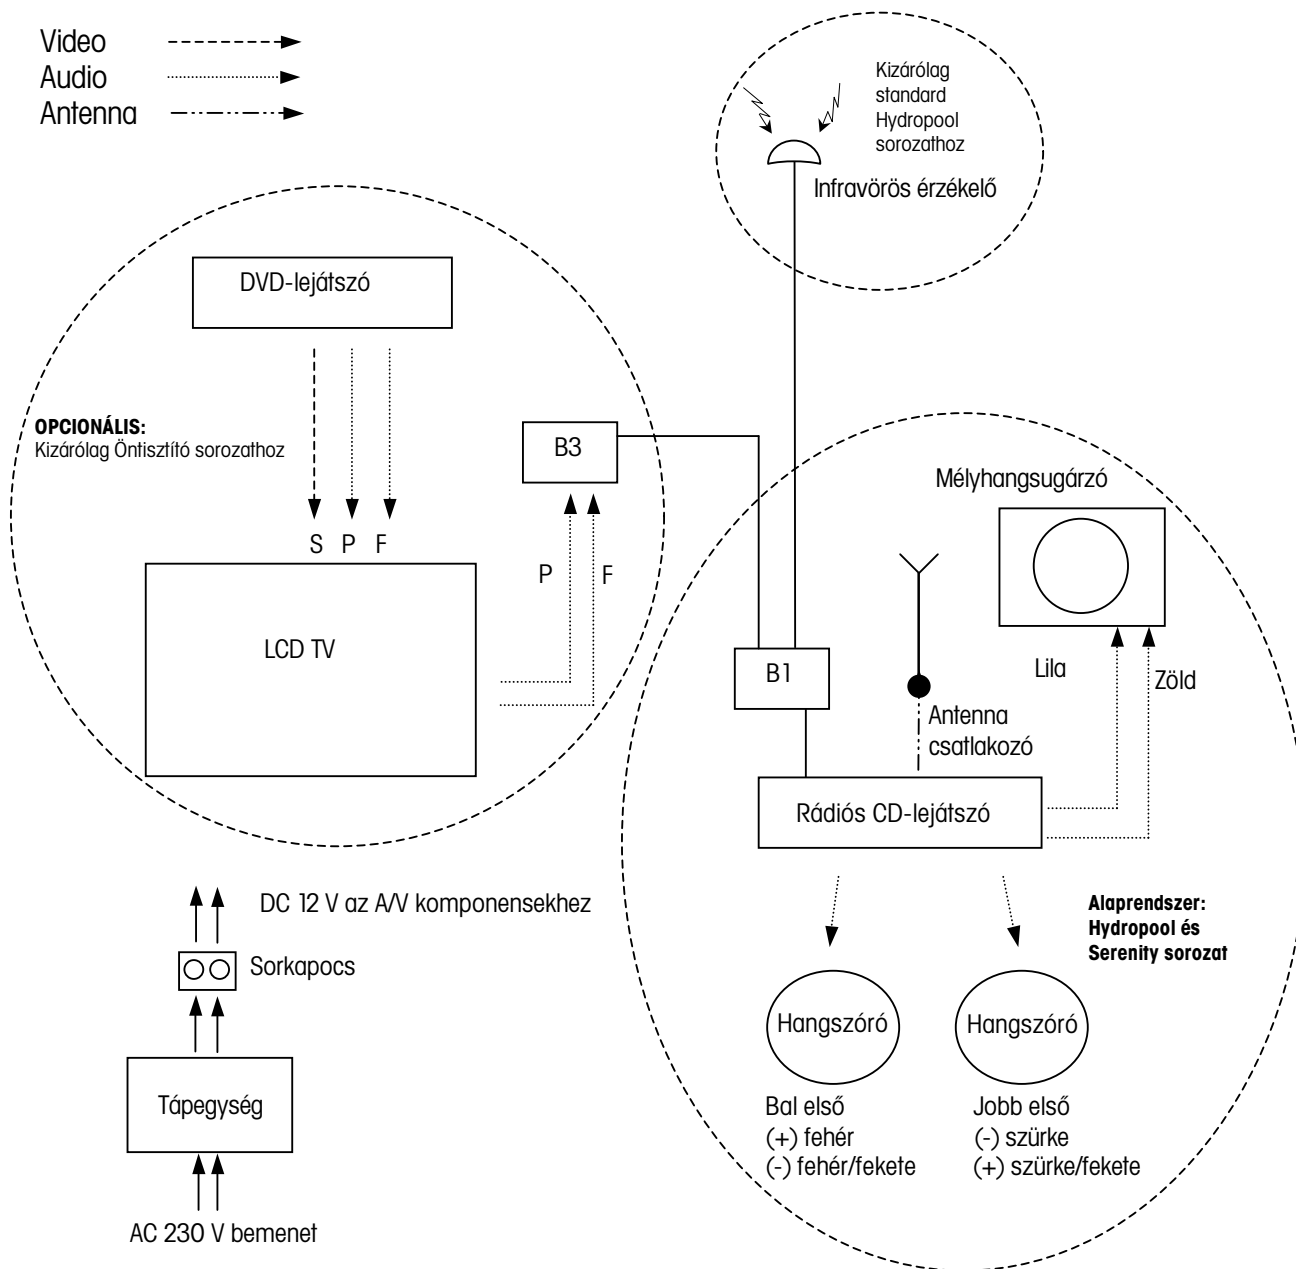 Video
Audio
Antenna
Kizárólag
standard
Hydropool
sorozathoz
Infravörös érzékelő
DVD-lejátszó
OPCIONÁLIS:
Kizárólag Öntisztító sorozathoz
S P F
B3
P F
LCD TV
Mélyhangsugárzó
B1
Lila
Zöld
Antenna
csatlakozó
Rádiós CD-lejátszó
DC 12 V az A/V komponensekhez
Sorkapocs
Tápegység
AC 230 V bemenet
Alaprendszer:
Hydropool és
Serenity sorozat
Hangszóró
Hangszóró
Bal első
(+) fehér
(-) fehér/fekete
Jobb első
(-) szürke
(+) szürke/fekete